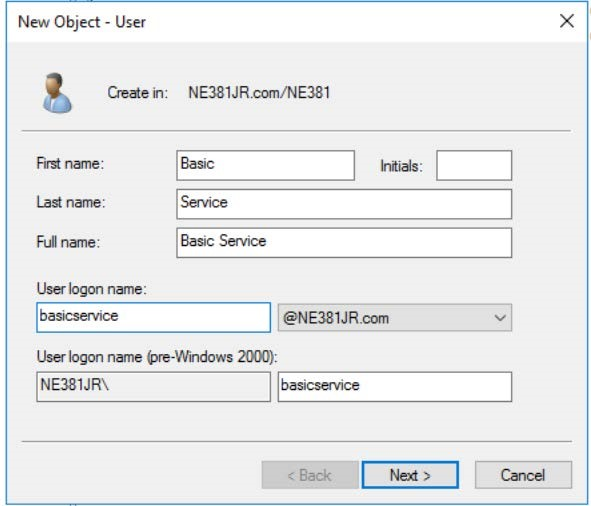 New Object - User
Create in: NE381JR.com/NE381
First name: Basic Initials:
Last name: Service
Full name: Basic Service
User logon name:
basicservice @NE381JR.com
User logon name (pre-Windows 2000):
NE381JR\ basicservice
< Back Next > Cancel